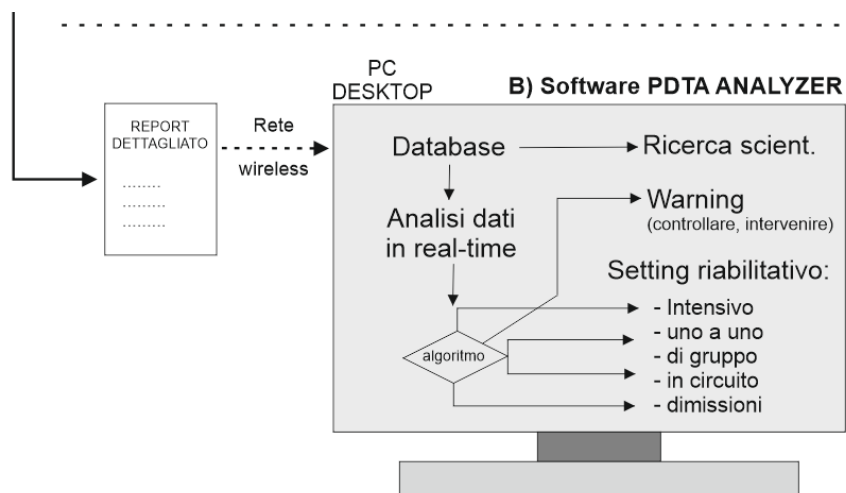 PC
DESKTOP
B) Software PDTA ANALYZER
REPORT
DETTAGLIATO
........
.........
.........
Rete
wireless
Database
Ricerca scient.
Analisi dati
in real-time
Warning
(controllare, intervenire)
Setting riabilitativo:
algoritmo
- Intensivo
- uno a uno
- di gruppo
- in circuito
- dimissioni